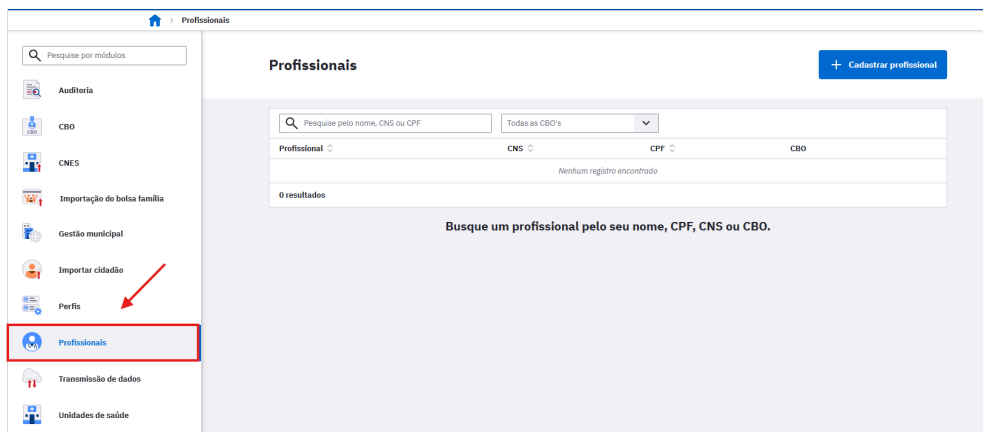 > Profissionais
Pesquise por módulos
Auditoria
CBO
CBO
CNES
Importação do bolsa família
Gestão municipal
Importar cidadão
Perfis
Profissionais
Transmissão de dados
Unidades de saúde
Profissionais
+ Cadastrar profissional
Pesquise pelo nome, CNS ou CPF
Todas as CBO's
Profissional CNS CPF CBO
Nenhum registro encontrado
0 resultados
Busque um profissional pelo seu nome, CPF, CNS ou CBO.